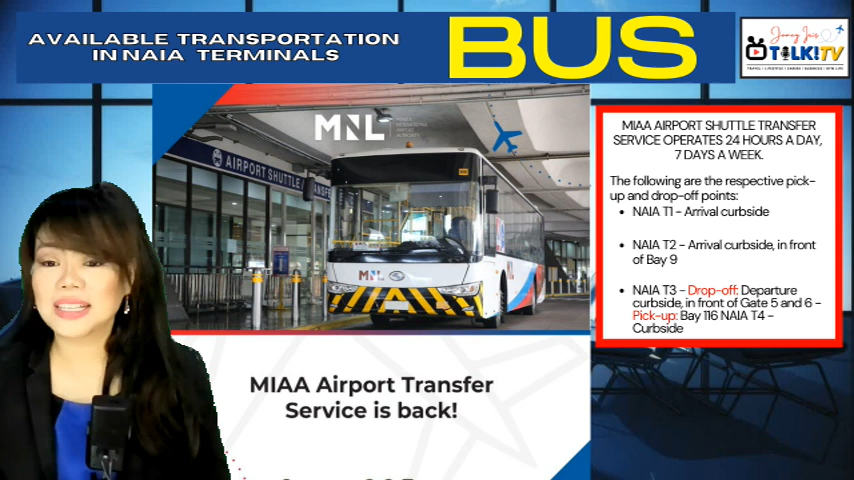 AVAILABLE TRANSPORTATION
IN NAIA TERMINALS
BUS
Jonny Jais
TALK!TV
MNL
AIRPORT SHUTTLE
MNL
MNL
MIAA Airport Transfer
Service is back!
MIAA AIRPORT SHUTTLE TRANSFER
SERVICE OPERATES 24 HOURS A DAY,
7 DAYS A WEEK.
The following are the respective pick-
up and drop-off points:
• NAIA T1 - Arrival curbside
• NAIA T2 - Arrival curbside, in front
of Bay 9
• NAIA T3 - Drop-off: Departure
curbside, in front of Gate 5 and 6 -
Pick-up: Bay 116 NAIA T4 -
Curbside